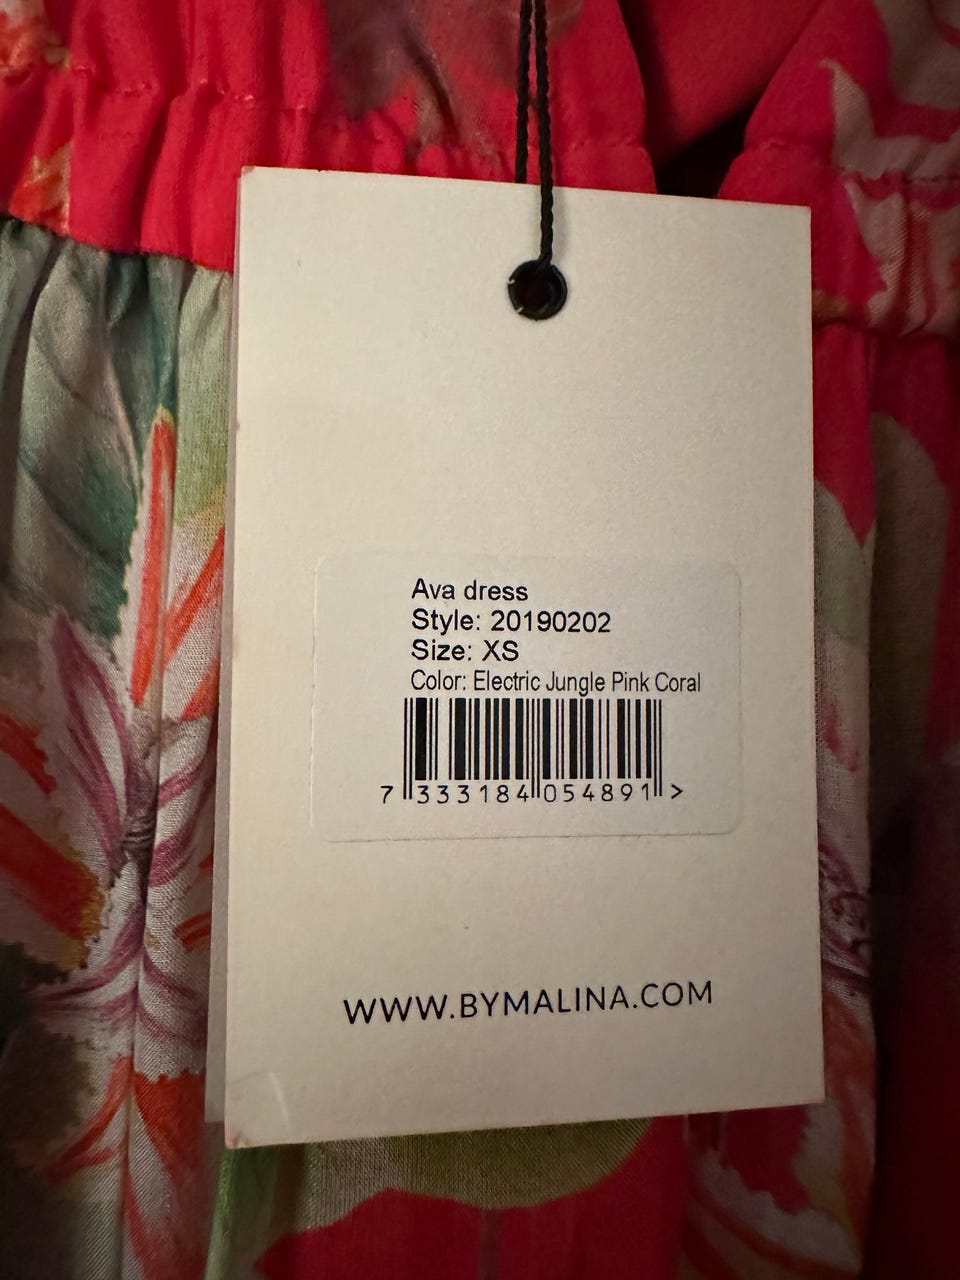 Ava dress
Style: 20190202
Size: XS
Color: Electric Jungle Pink Coral
7 333184 054891 >
WWW.BYMALINA.COM